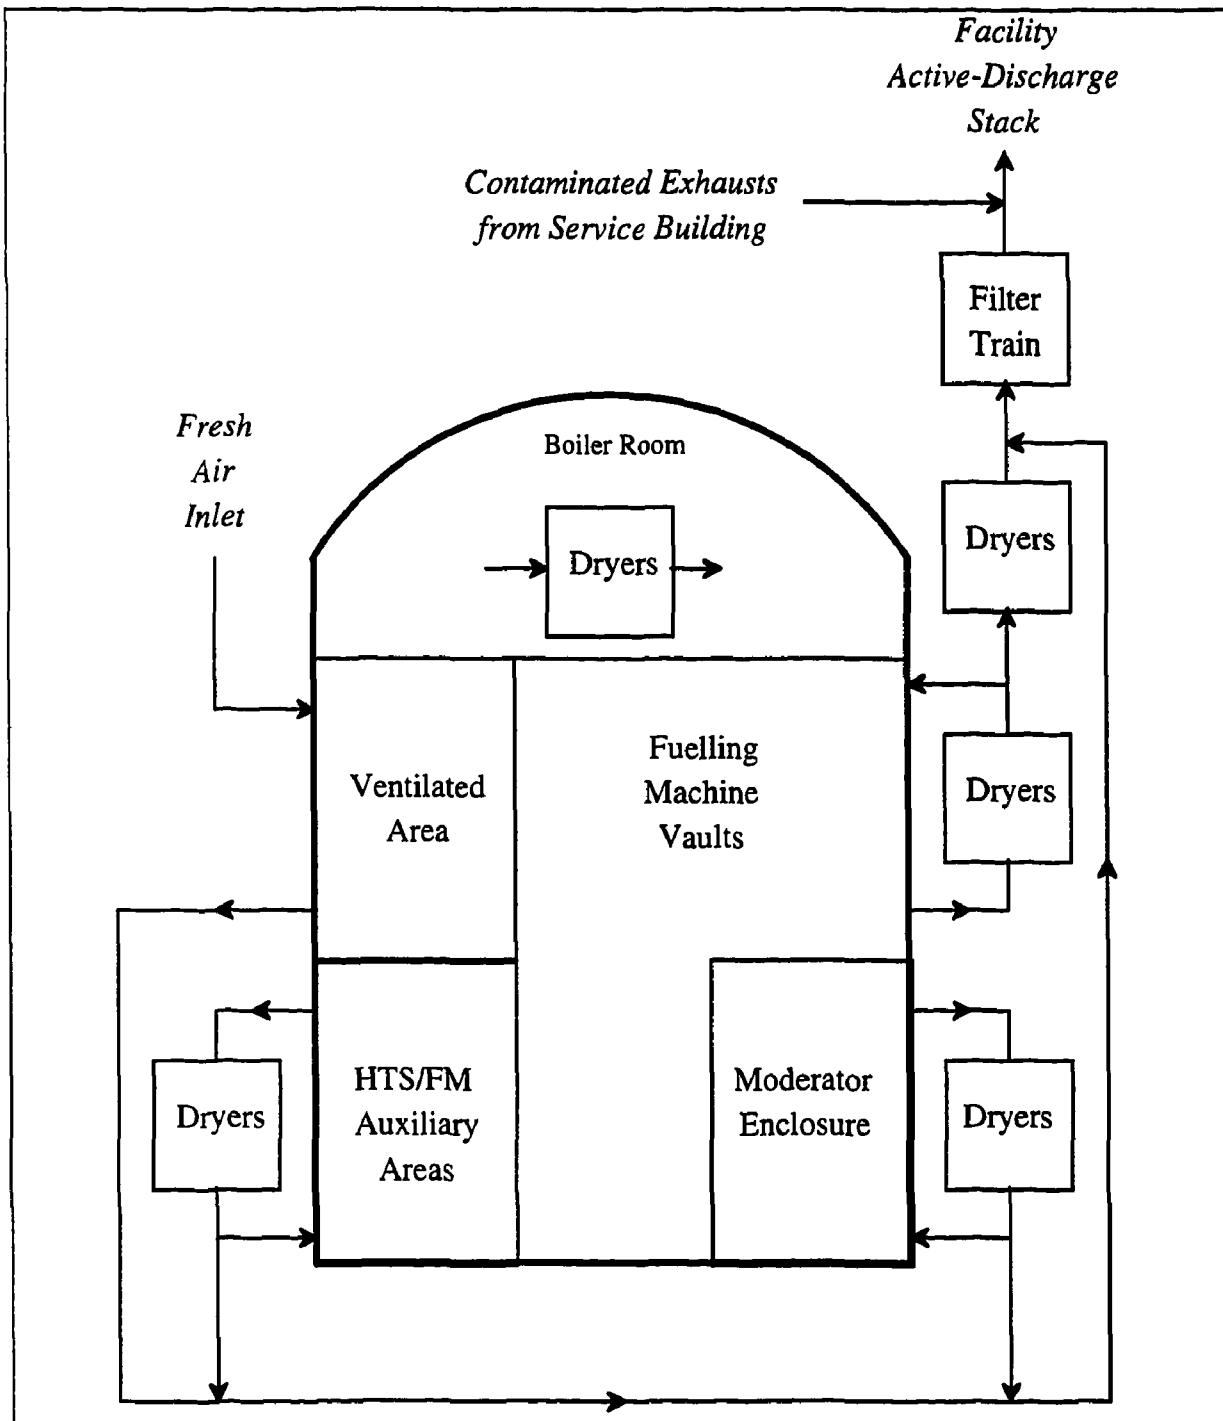 Facility
Active-Discharge
Stack
Contaminated Exhausts
from Service Building
Filter
Train
Fresh
Air
Inlet
Boiler Room
Dryers
Dryers
Ventilated
Area
Fuelling
Machine
Vaults
Dryers
HTS/FM
Auxiliary
Areas
Dryers
Moderator
Enclosure
Dryers